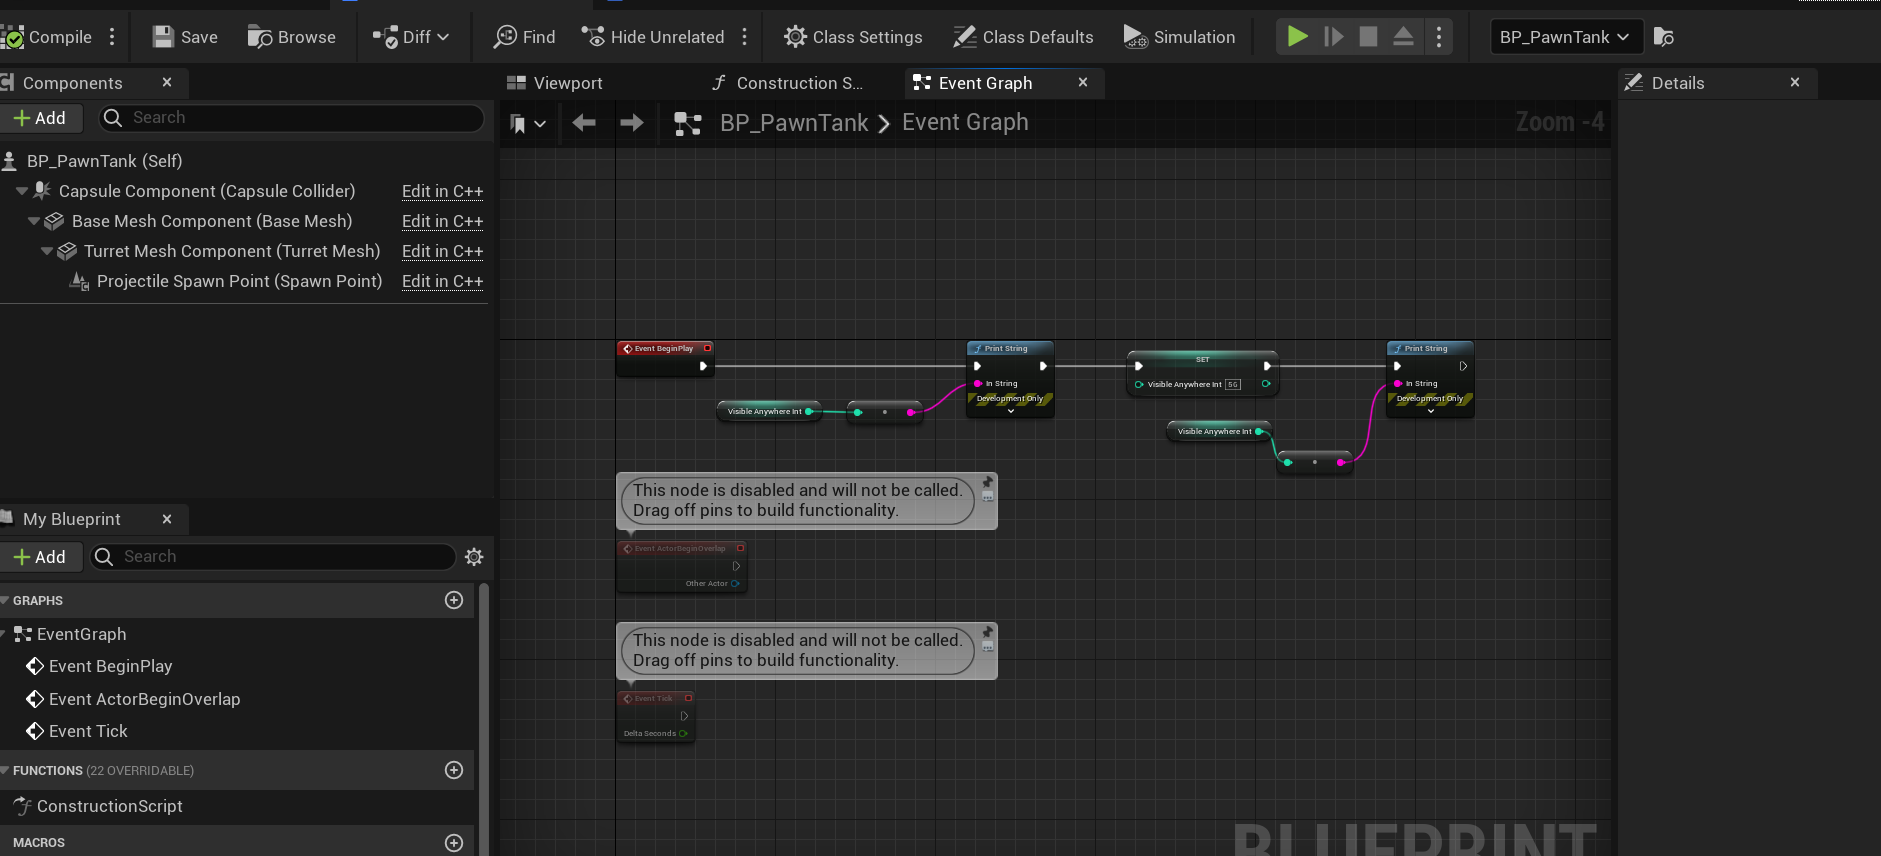 Compile
Save
Browse
Diff
Find
Hide Unrelated
Class Settings
Class Defaults
Simulation
BP_PawnTank
Components
Add
Search
BP_PawnTank (Self)
Capsule Component (Capsule Collider)
Edit in C++
Base Mesh Component (Base Mesh)
Edit in C++
Turret Mesh Component (Turret Mesh)
Edit in C++
Projectile Spawn Point (Spawn Point)
Edit in C++
My Blueprint
Add
Search
GRAPHS
EventGraph
Event BeginPlay
Event ActorBeginOverlap
Event Tick
FUNCTIONS (22 OVERRIDABLE)
ConstructionScript
MACROS
Viewport
Construction S...
Event Graph
BP_PawnTank > Event Graph
Zoom -4
Event BeginPlay
Print String
In String
Development Only
Visible Anywhere Int
SET
Visible Anywhere Int
Visible Anywhere Int
Print String
In String
Development Only
This node is disabled and will not be called.
Drag off pins to build functionality.
Event ActorBeginOverlap
Other Actor
This node is disabled and will not be called.
Drag off pins to build functionality.
Event Tick
Delta Seconds
BLUEPRINT
Details